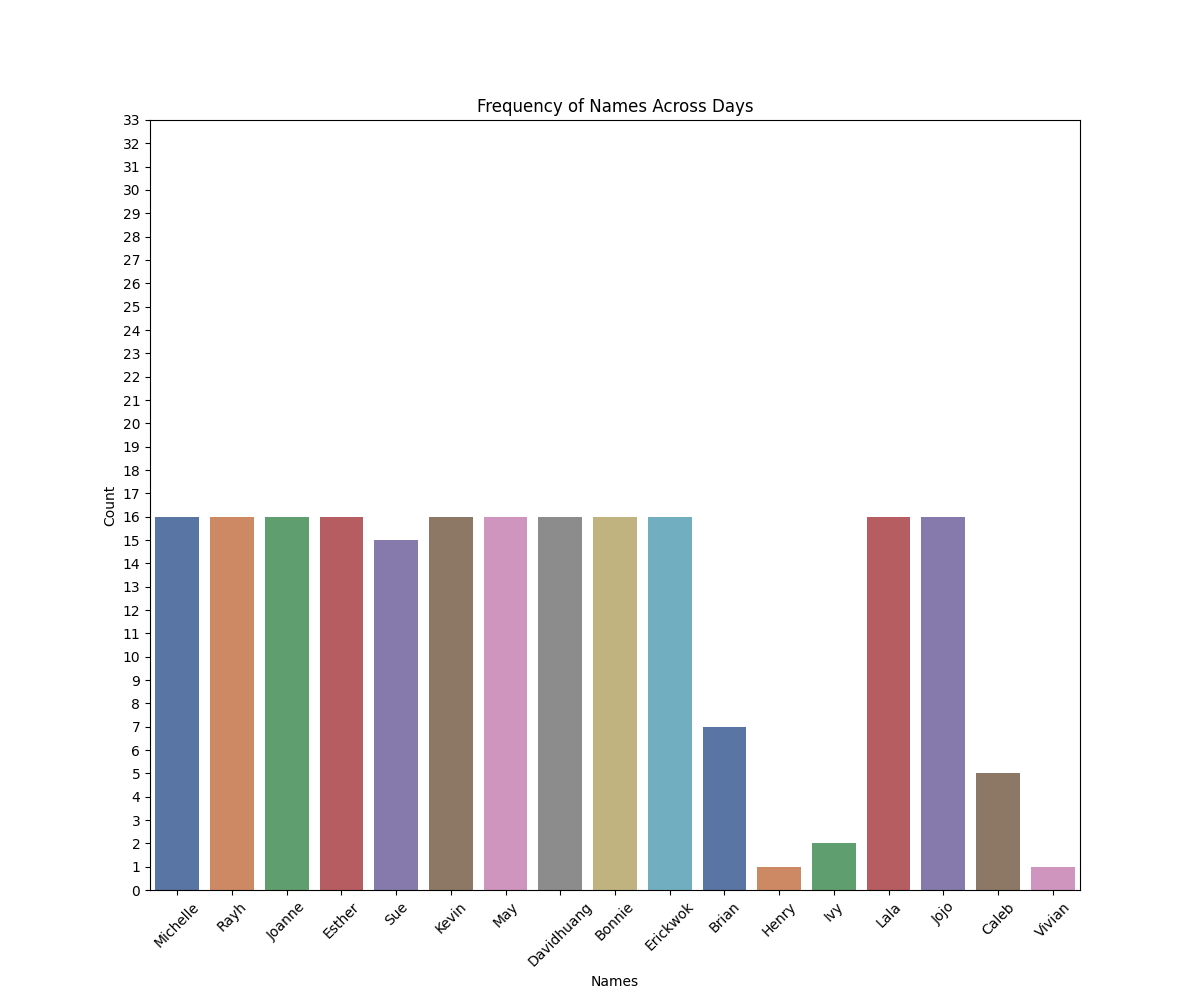 Frequency of Names Across Days
33
32
31
30
29
28
27
26
25
24
23
22
21
20
19
18
17
16
15
14
13
12
11
10
9
8
7
6
5
4
3
2
1
0
Count
Michelle
Rayh
Joanne
Esther
Sue
Kevin
May
Davidhuang
Bonnie
Erickwok
Brian
Henry
Ivy
Lala
Jojo
Caleb
Vivian
Names